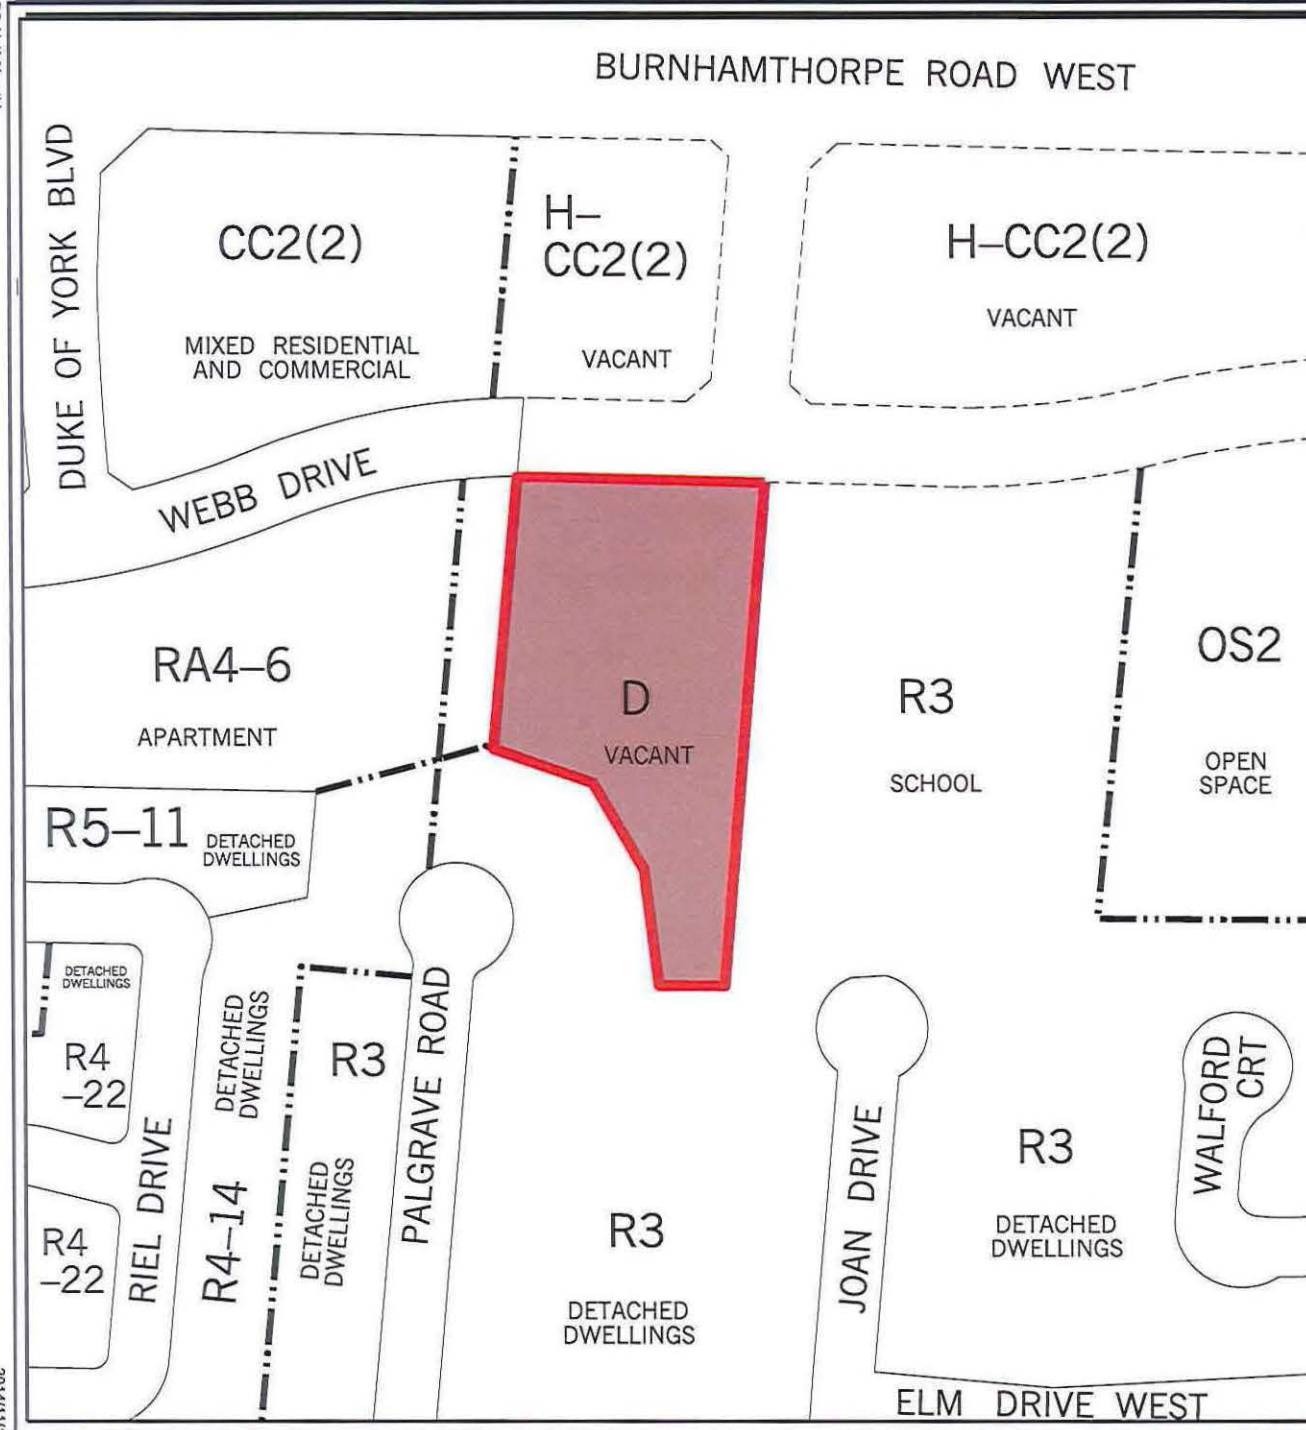 BURNHAMTHORPE ROAD WEST
DUKE OF YORK BLVD
CC2(2)
MIXED RESIDENTIAL
AND COMMERCIAL
H–
CC2(2)
VACANT
H–CC2(2)
VACANT
WEBB DRIVE
RA4–6
APARTMENT
D
VACANT
R3
SCHOOL
OS2
OPEN
SPACE
R5–11
DETACHED
DWELLINGS
DETACHED
DWELLINGS
R4
–22
R4
–22
RIEL DRIVE
DETACHED
DWELLINGS
R4–14
R3
DETACHED
DWELLINGS
PALGRAVE ROAD
R3
DETACHED
DWELLINGS
JOAN DRIVE
R3
DETACHED
DWELLINGS
WALFORD
CRT
ELM DRIVE WEST